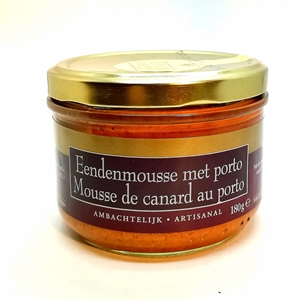 Eendenmousse met porto
Mousse de canard au porto
AMBACHTELIJK • ARTISANAL
180g e